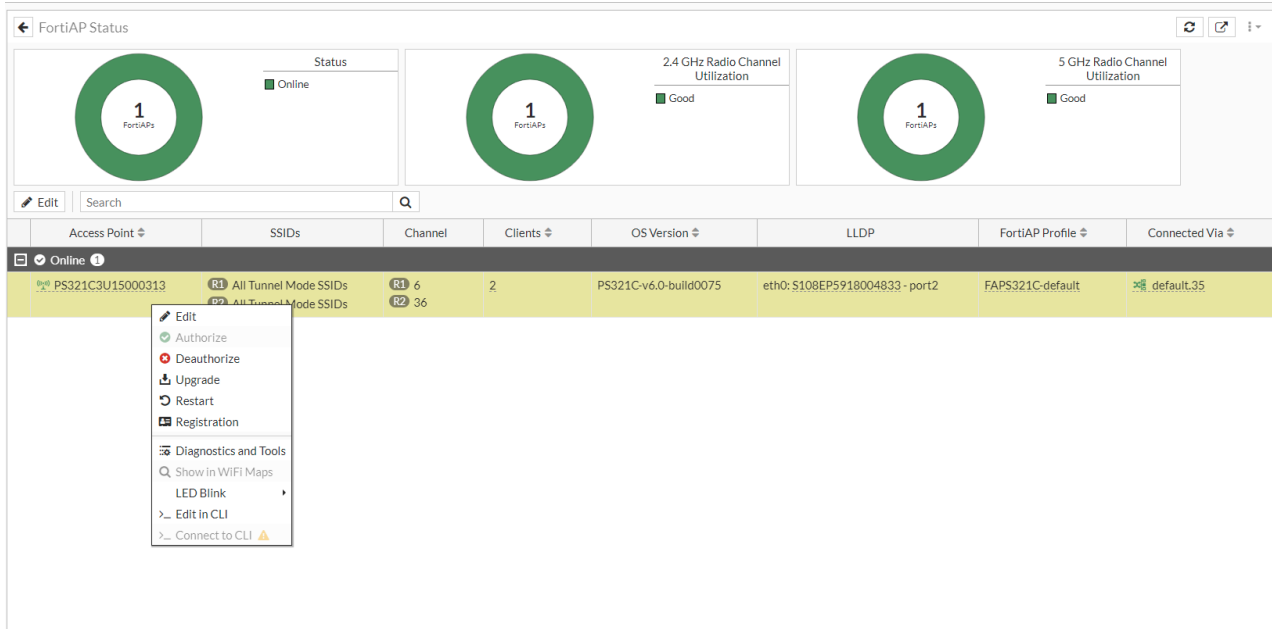 FortiAP Status
Status
Online
1
FortiAPs
2.4 GHz Radio Channel
Utilization
Good
1
FortiAPs
5 GHz Radio Channel
Utilization
Good
1
FortiAPs
Edit
Search
Access Point
SSIDs
Channel
Clients
OS Version
LLDP
FortiAP Profile
Connected Via
Online 1
PS321C3U15000313
R1 All Tunnel Mode SSIDs
R2 All Tunnel Mode SSIDs
R1 6
R2 36
2
PS321C-v6.0-build0075
eth0: S108EP5918004833 - port2
FAPS321C-default
default.35
Edit
Authorize
Deauthorize
Upgrade
Restart
Registration
Diagnostics and Tools
Show in WiFi Maps
LED Blink
>_ Edit in CLI
>_ Connect to CLI